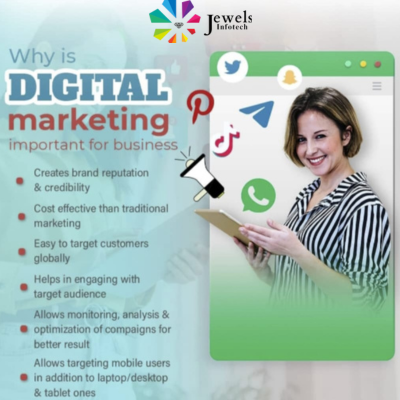 Jewels
Infotech
Why is
DIGITAL
marketing
important for business
Creates brand reputation
& credibility
Cost effective than traditional
marketing
Easy to target customers
globally
Helps in engaging with
target audience
Allows monitoring, analysis &
optimization of compaigns for
better result
Allows targeting mobile users
in addition to laptop/desktop
& tablet ones